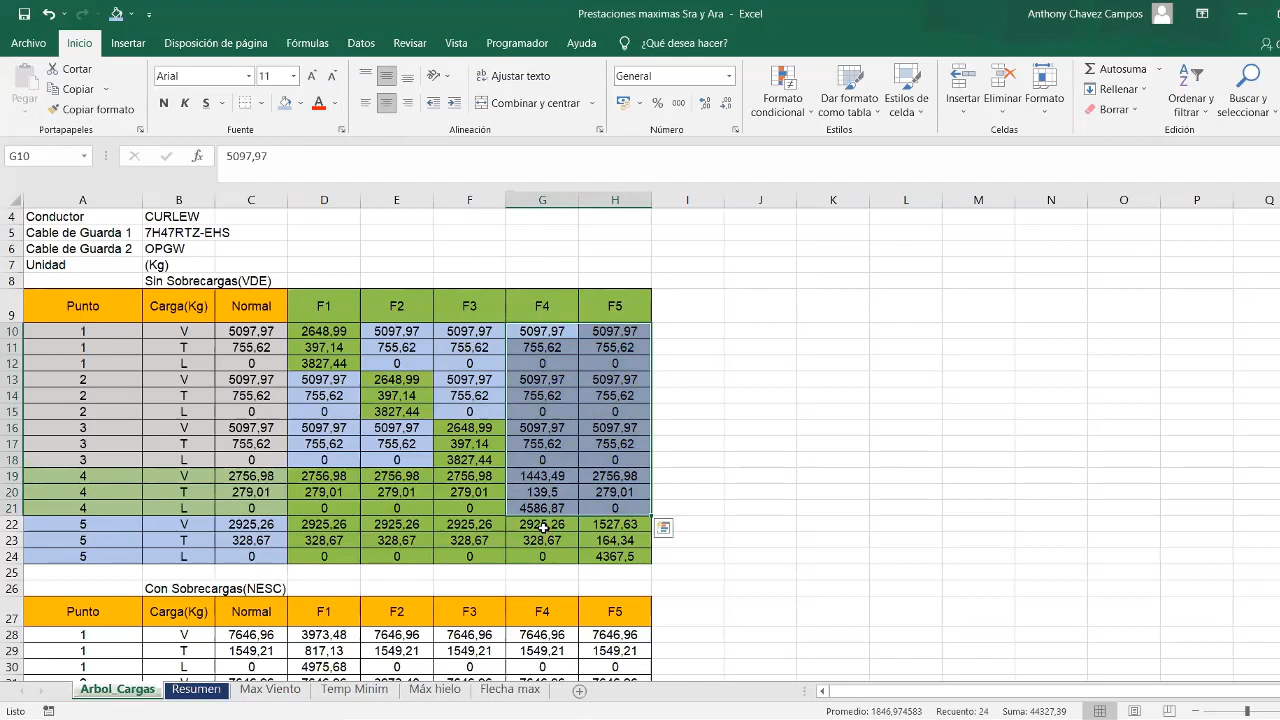 Prestaciones maximas Sra y Ara - Excel
Anthony Chavez Campos
Archivo Inicio Insertar Disposición de página Fórmulas Datos Revisar Vista Programador Ayuda ¿Qué desea hacer?
Pegar
Cortar
Copiar
Copiar formato
Portapapeles
Arial 11
N K S
Fuente
Ajustar texto
Combinar y centrar
Alineación
General
% 000
Número
Formato condicional
Dar formato como tabla
Estilos de celda
Estilos
Insertar Eliminar Formato
Celdas
Autosuma
Rellenar
Borrar
Ordenar y filtrar
Buscar y seleccionar
Edición
G10 fx 5097,97
A B C D E F G H I J K L M N O P Q
4 Conductor CURLEW
5 Cable de Guarda 1 7H47RTZ-EHS
6 Cable de Guarda 2 OPGW
7 Unidad (Kg)
8 Sin Sobrecargas(VDE)
9 Punto Carga(Kg) Normal F1 F2 F3 F4 F5
10 1 V 5097,97 2648,99 5097,97 5097,97 5097,97 5097,97
11 1 T 755,62 397,14 755,62 755,62 755,62 755,62
12 1 L 0 3827,44 0 0 0 0
13 2 V 5097,97 5097,97 2648,99 5097,97 5097,97 5097,97
14 2 T 755,62 755,62 397,14 755,62 755,62 755,62
15 2 L 0 0 3827,44 0 0 0
16 3 V 5097,97 5097,97 5097,97 2648,99 5097,97 5097,97
17 3 T 755,62 755,62 755,62 397,14 755,62 755,62
18 3 L 0 0 0 3827,44 0 0
19 4 V 2756,98 2756,98 2756,98 2756,98 1443,49 2756,98
20 4 T 279,01 279,01 279,01 279,01 139,5 279,01
21 4 L 0 0 0 0 4586,87 0
22 5 V 2925,26 2925,26 2925,26 2925,26 2925,26 1527,63
23 5 T 328,67 328,67 328,67 328,67 328,67 164,34
24 5 L 0 0 0 0 0 4367,5
25
26 Con Sobrecargas(NESC)
27 Punto Carga(Kg) Normal F1 F2 F3 F4 F5
28 1 V 7646,96 3973,48 7646,96 7646,96 7646,96 7646,96
29 1 T 1549,21 817,13 1549,21 1549,21 1549,21 1549,21
30 1 L 0 4975,68 0 0 0 0
Arbol_Cargas Resumen Max Viento Temp Minim Máx hielo Flecha max
Listo Promedio: 1846,974583 Recuento: 24 Suma: 44327,39